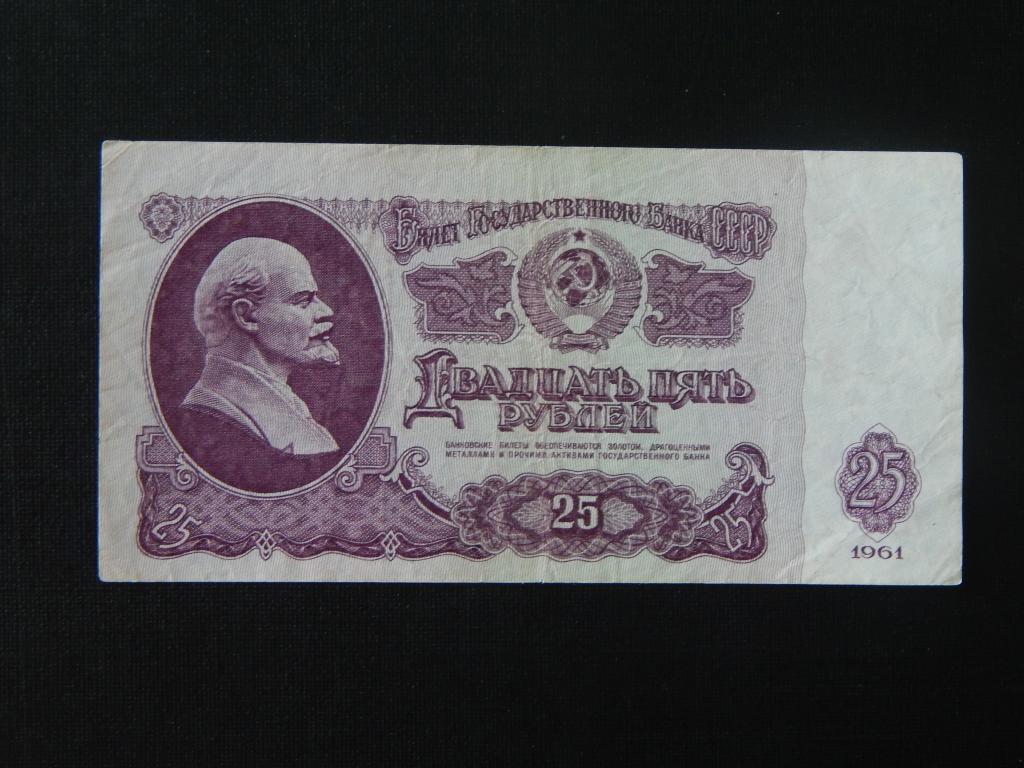 Билет Государственного Банка СССР
Двадцать пять
рублей
БАНКОВСКИЕ БИЛЕТЫ ОБЕСПЕЧИВАЮТСЯ ЗОЛОТОМ, ДРАГОЦЕННЫМИ
МЕТАЛЛАМИ И ПРОЧИМИ АКТИВАМИ ГОСУДАРСТВЕННОГО БАНКА
25
25
25
25
1961